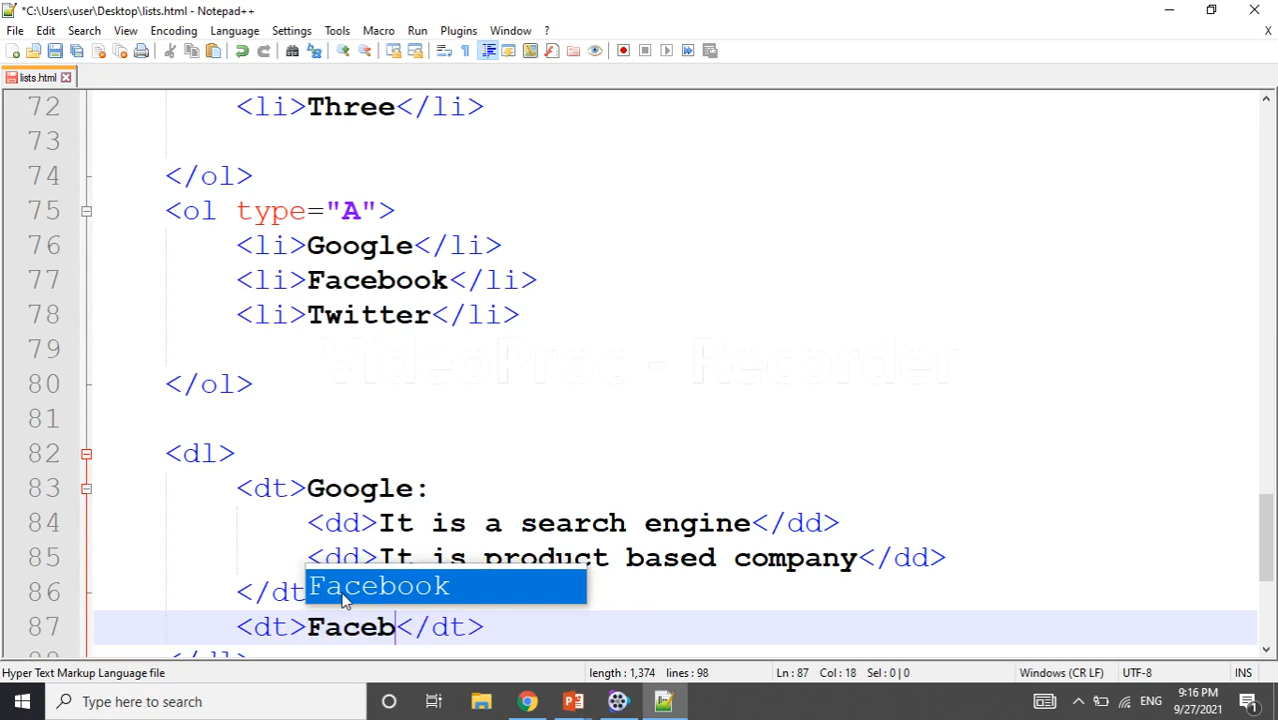 *C:\Users\user\Desktop\lists.html - Notepad++
File Edit Search View Encoding Language Settings Tools Macro Run Plugins Window ? X
lists.html
72 <li>Three</li>
73
74 </ol>
75 <ol type="A">
76 <li>Google</li>
77 <li>Facebook</li>
78 <li>Twitter</li>
79
VideoProc - Recorder
80 </ol>
81
82 <dl>
83 <dt>Google:
84 <dd>It is a search engine</dd>
85 <dd>It is product based company</dd>
86 </dt
Facebook
87 <dt>Faceb</dt>
88 </dl>
Hyper Text Markup Language file length : 1,374 lines : 98 Ln : 87 Col : 18 Sel : 0 | 0 Windows (CR LF) UTF-8 INS
Type here to search
9:16 PM
9/27/2021
1